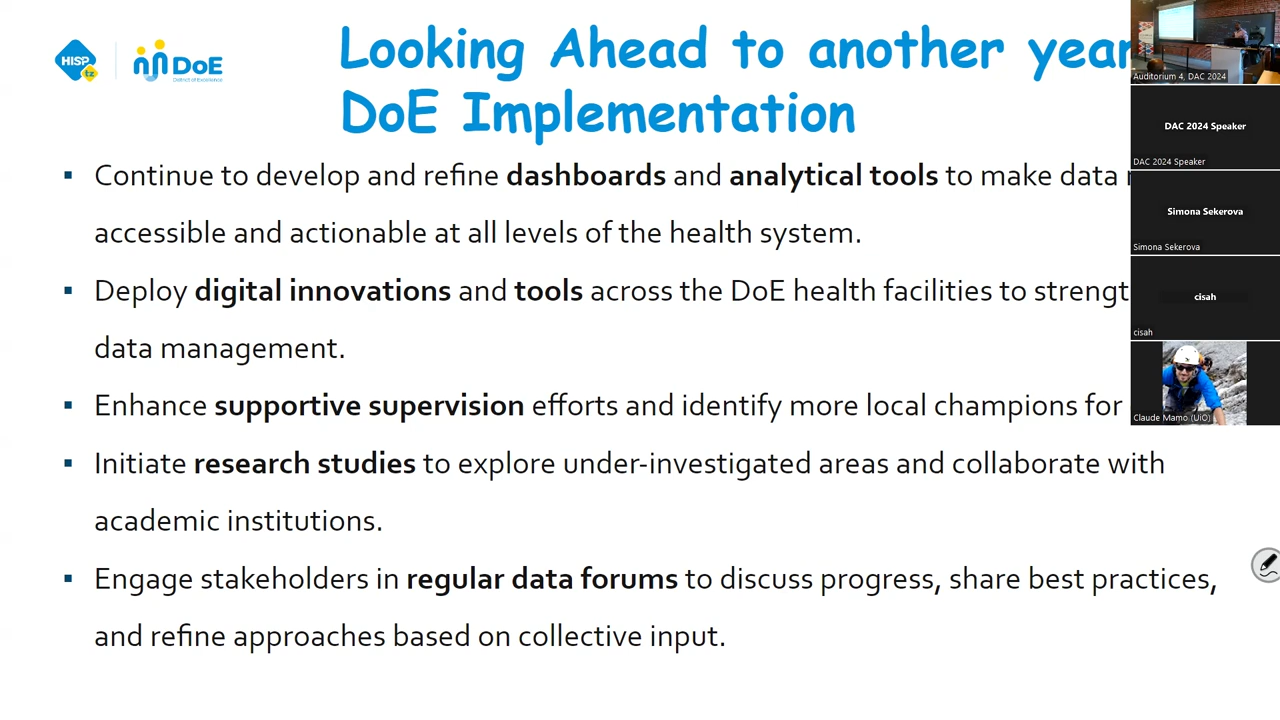 HISP
tz
DoE
District of Excellence
Looking Ahead to another year
DoE Implementation
▪ Continue to develop and refine dashboards and analytical tools to make data
accessible and actionable at all levels of the health system.
▪ Deploy digital innovations and tools across the DoE health facilities to strengt
data management.
▪ Enhance supportive supervision efforts and identify more local champions for
▪ Initiate research studies to explore under-investigated areas and collaborate with
academic institutions.
▪ Engage stakeholders in regular data forums to discuss progress, share best practices,
and refine approaches based on collective input.
Auditorium 4, DAC 2024
DAC 2024 Speaker
DAC 2024 Speaker
Simona Sekerova
Simona Sekerova
cisah
cisah
Claude Mamo (UiO)